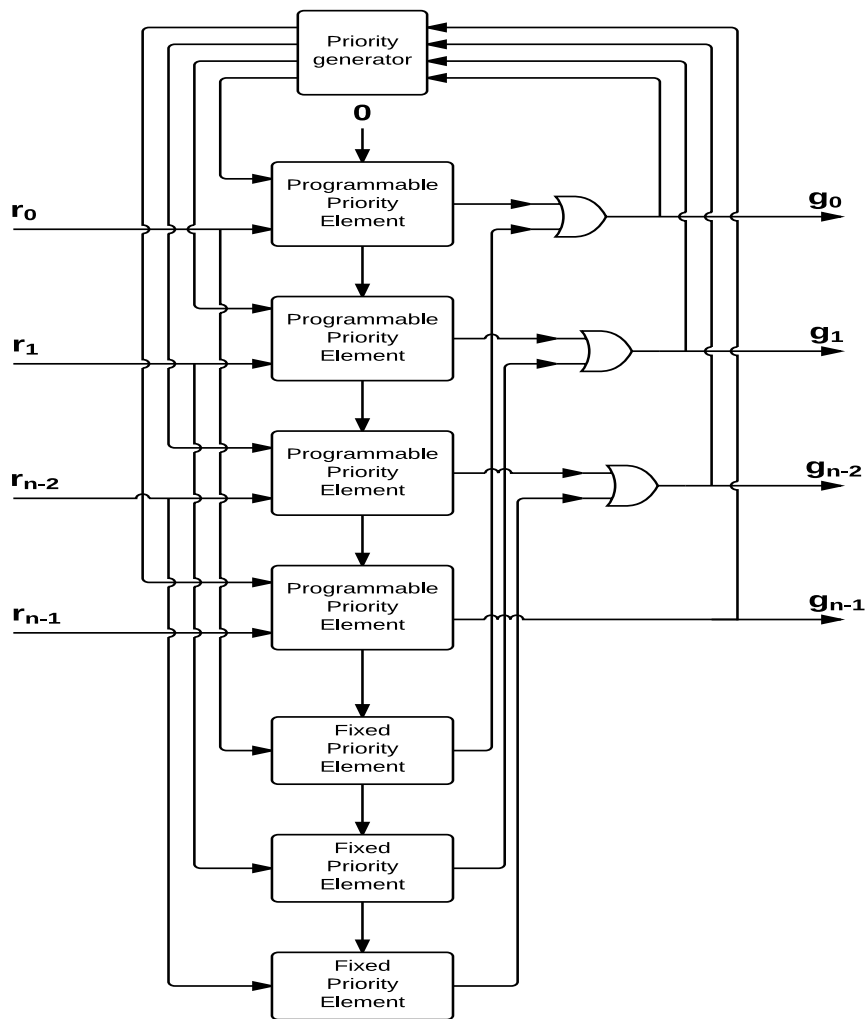 Priority
generator
0
Programmable
Priority
Element
r0
g0
Programmable
Priority
Element
r1
g1
Programmable
Priority
Element
rn-2
gn-2
Programmable
Priority
Element
rn-1
gn-1
Fixed
Priority
Element
Fixed
Priority
Element
Fixed
Priority
Element